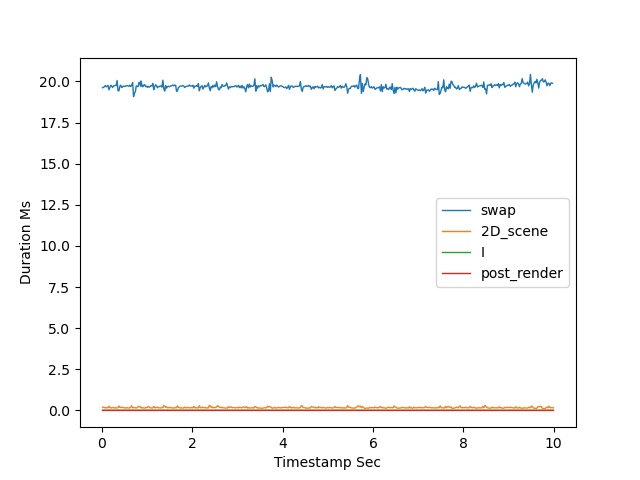 20.0
17.5
15.0
12.5
10.0
7.5
5.0
2.5
0.0
Duration Ms
swap
2D_scene
I
post_render
0 2 4 6 8 10
Timestamp Sec